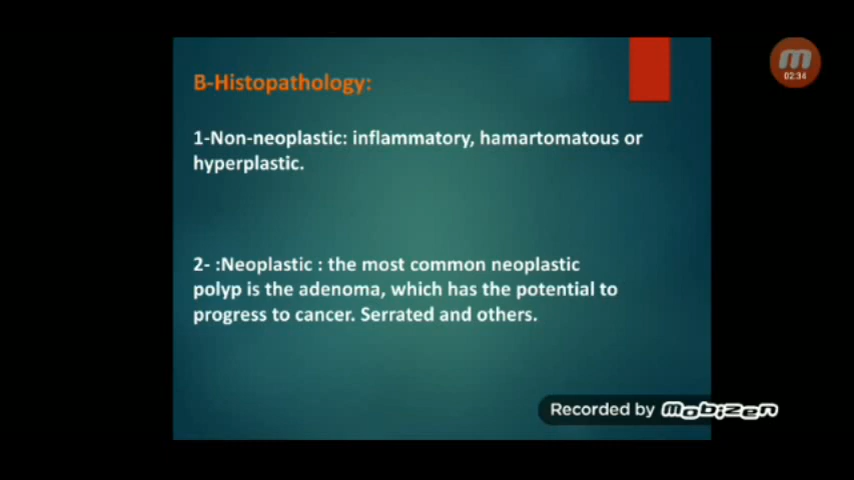 B-Histopathology:
1-Non-neoplastic: inflammatory, hamartomatous or
hyperplastic.
2- :Neoplastic : the most common neoplastic
polyp is the adenoma, which has the potential to
progress to cancer. Serrated and others.
Recorded by mobizen
m
02:34